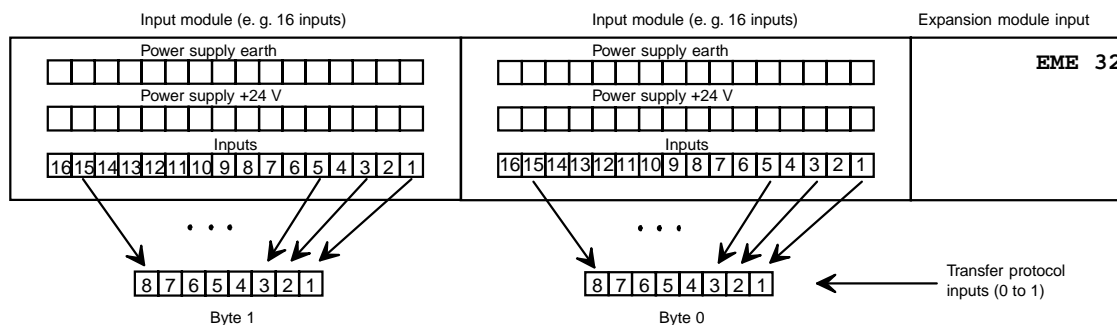 Input module (e. g. 16 inputs) Input module (e. g. 16 inputs) Expansion module input
Power supply earth Power supply earth
EME 32
Power supply +24 V Power supply +24 V
Inputs Inputs
16 15 14 13 12 11 10 9 8 7 6 5 4 3 2 1 16 15 14 13 12 11 10 9 8 7 6 5 4 3 2 1
. . . . . .
8 7 6 5 4 3 2 1 8 7 6 5 4 3 2 1 Transfer protocol
inputs (0 to 1)
Byte 1 Byte 0